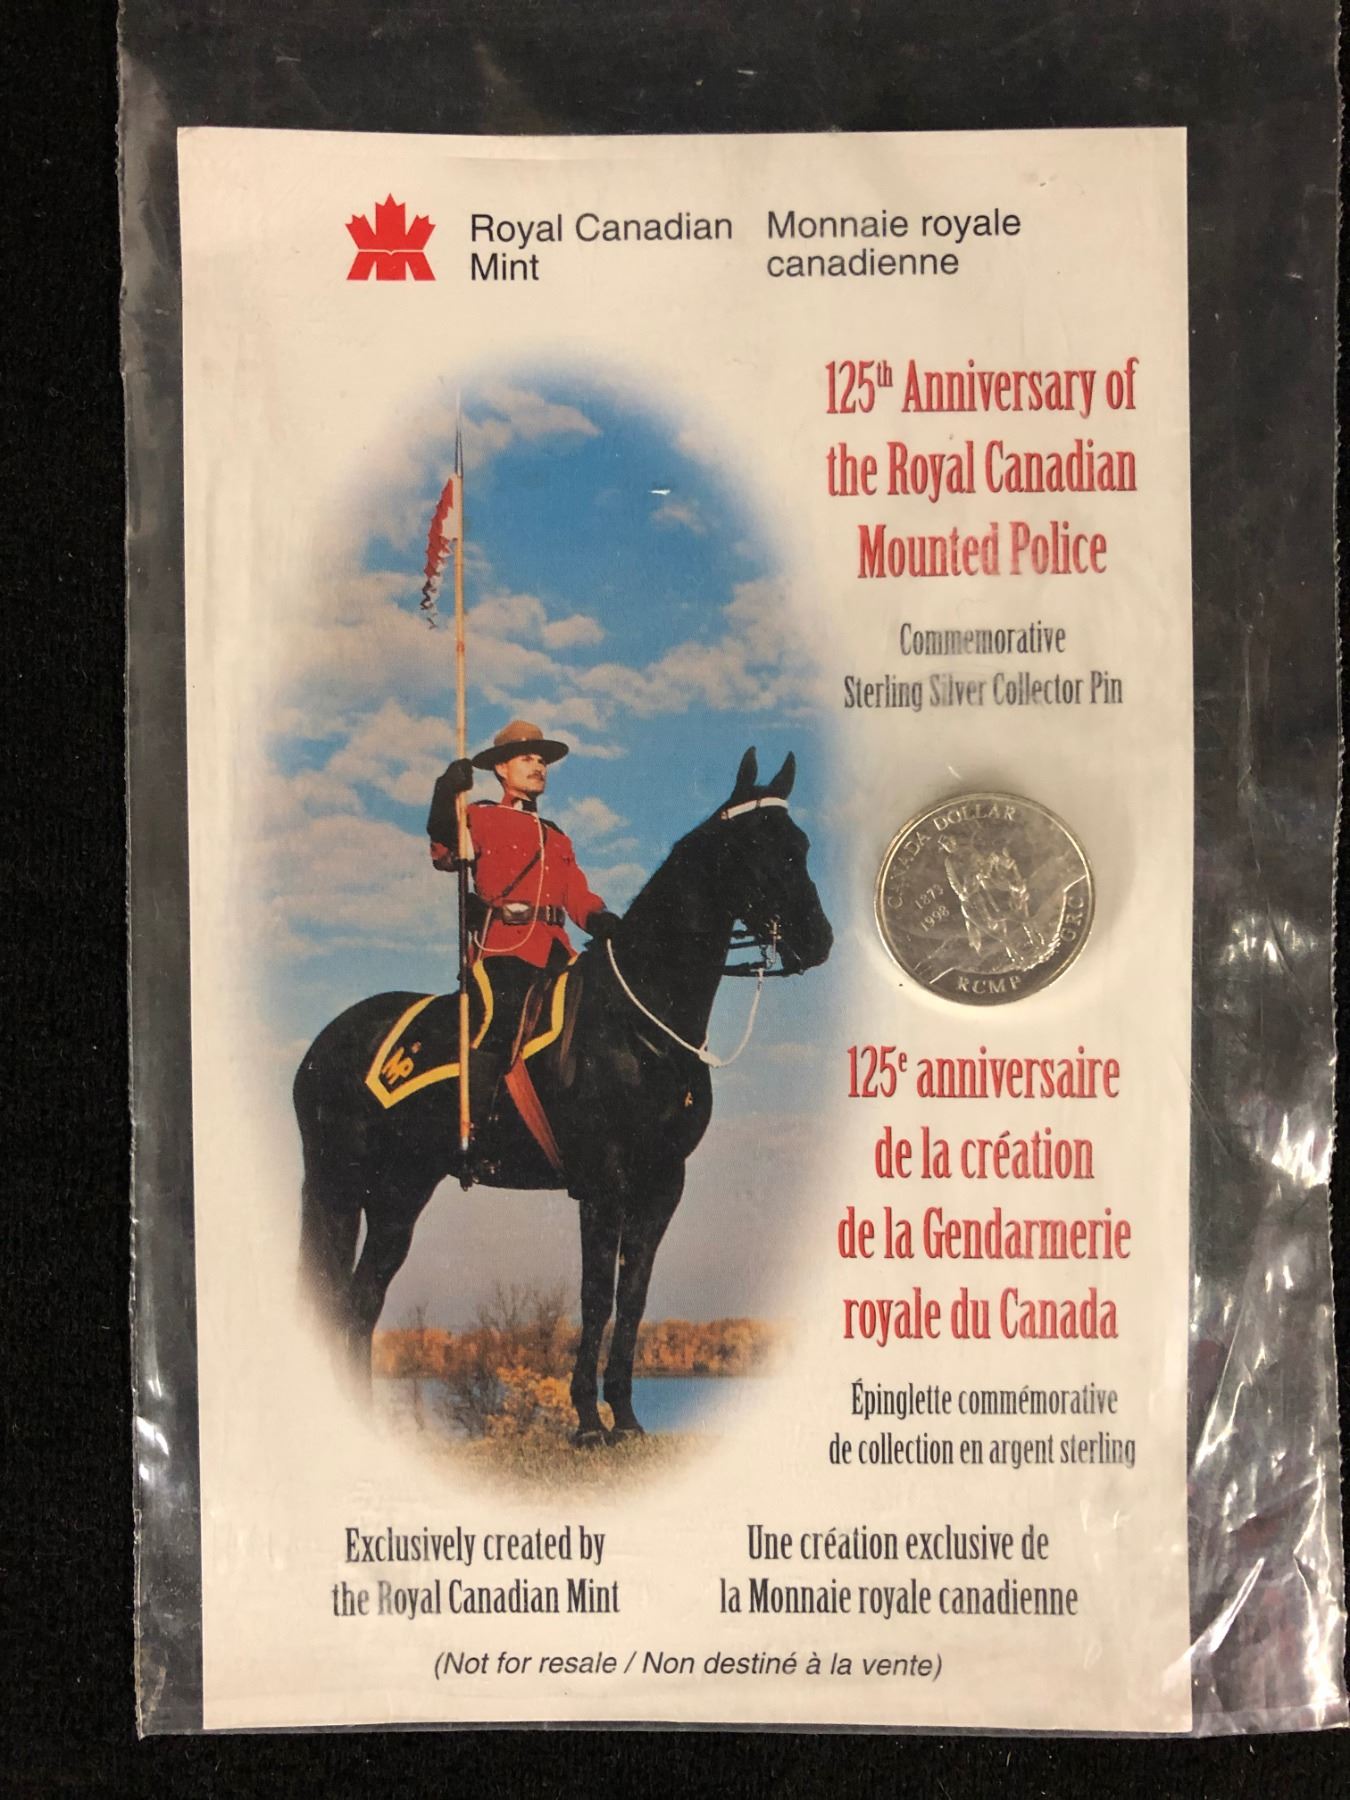 Royal Canadian
Mint
Monnaie royale
canadienne
125th Anniversary of
the Royal Canadian
Mounted Police
Commemorative
Sterling Silver Collector Pin
CANADA DOLLAR
1873
1998
GRC
RCMP
125e anniversaire
de la création
de la Gendarmerie
royale du Canada
Épinglette commémorative
de collection en argent sterling
Exclusively created by
the Royal Canadian Mint
Une création exclusive de
la Monnaie royale canadienne
(Not for resale / Non destiné à la vente)